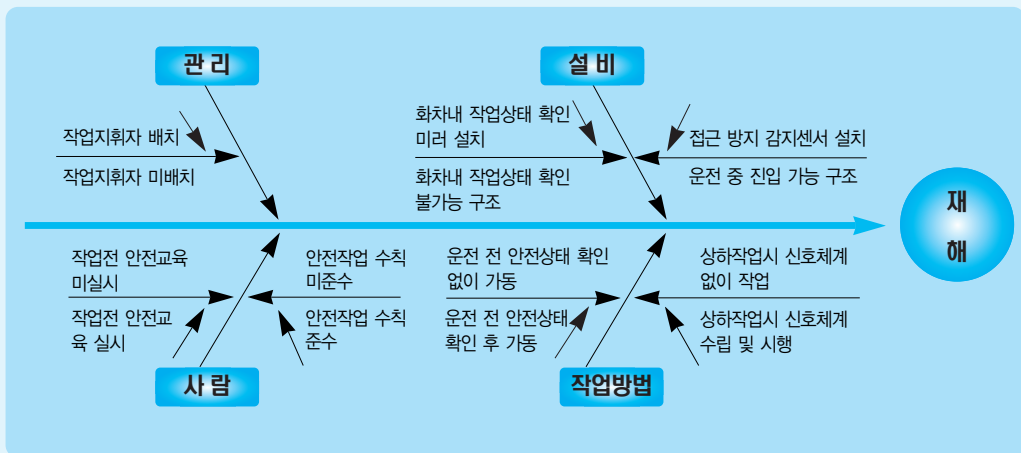 관 리
설 비
작업지휘자 배치
작업지휘자 미배치
화차내 작업상태 확인
미러 설치
화차내 작업상태 확인
불가능 구조
접근 방지 감지센서 설치
운전 중 진입 가능 구조
재
해
작업전 안전교육
미실시
작업전 안전교
육 실시
안전작업 수칙
미준수
안전작업 수칙
준수
운전 전 안전상태 확인
없이 가동
운전 전 안전상태
확인 후 가동
상하작업시 신호체계
없이 작업
상하작업시 신호체계
수립 및 시행
사 람
작업방법